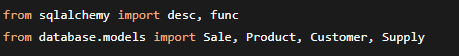 from sqlalchemy import desc, func
from database.models import Sale, Product, Customer, Supply